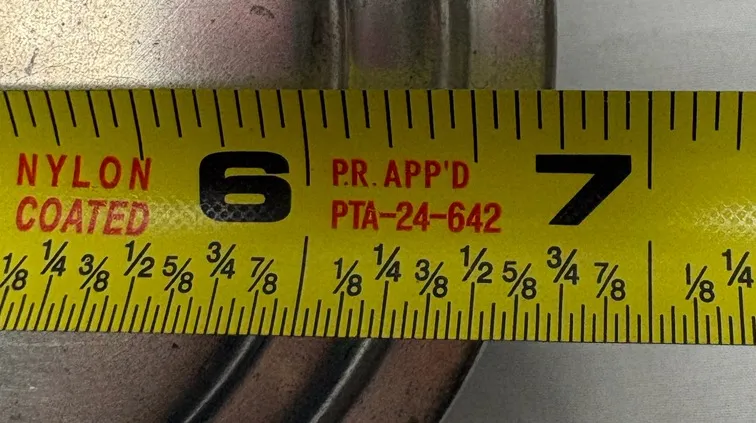 NYLON 6 P.R. APP'D 7
COATED PTA-24-642
1/8 1/4 3/8 1/2 5/8 3/4 7/8 1/8 1/4 3/8 1/2 5/8 3/4 7/8 1/8 1/4